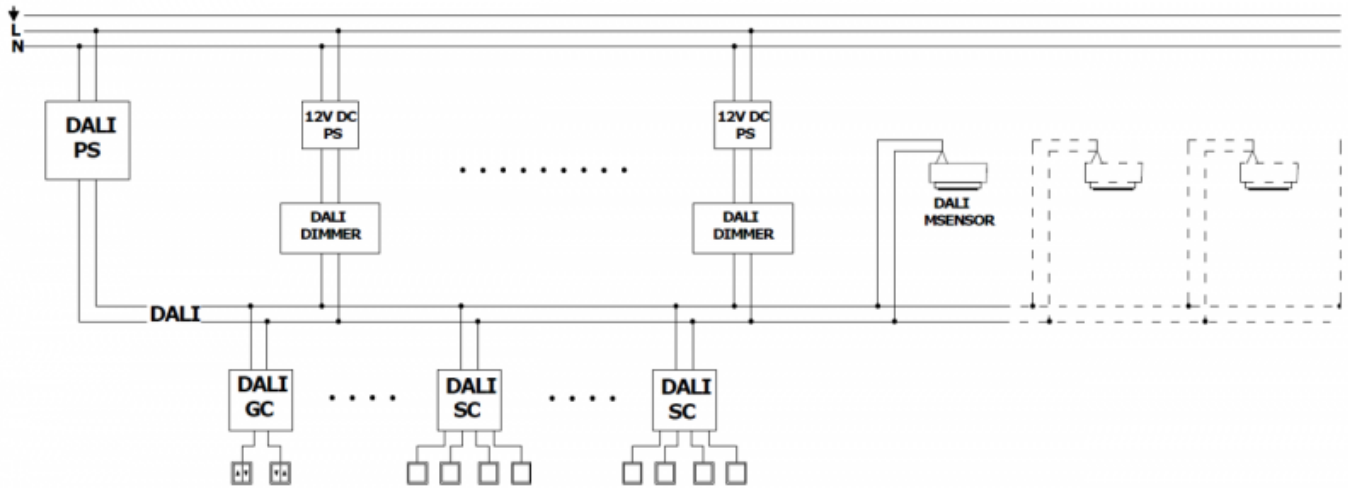 L
N
DALI
PS
12V DC
PS
12V DC
PS
DALI
DIMMER
DALI
DIMMER
DALI
MSENSOR
DALI
DALI
GC
DALI
SC
DALI
SC